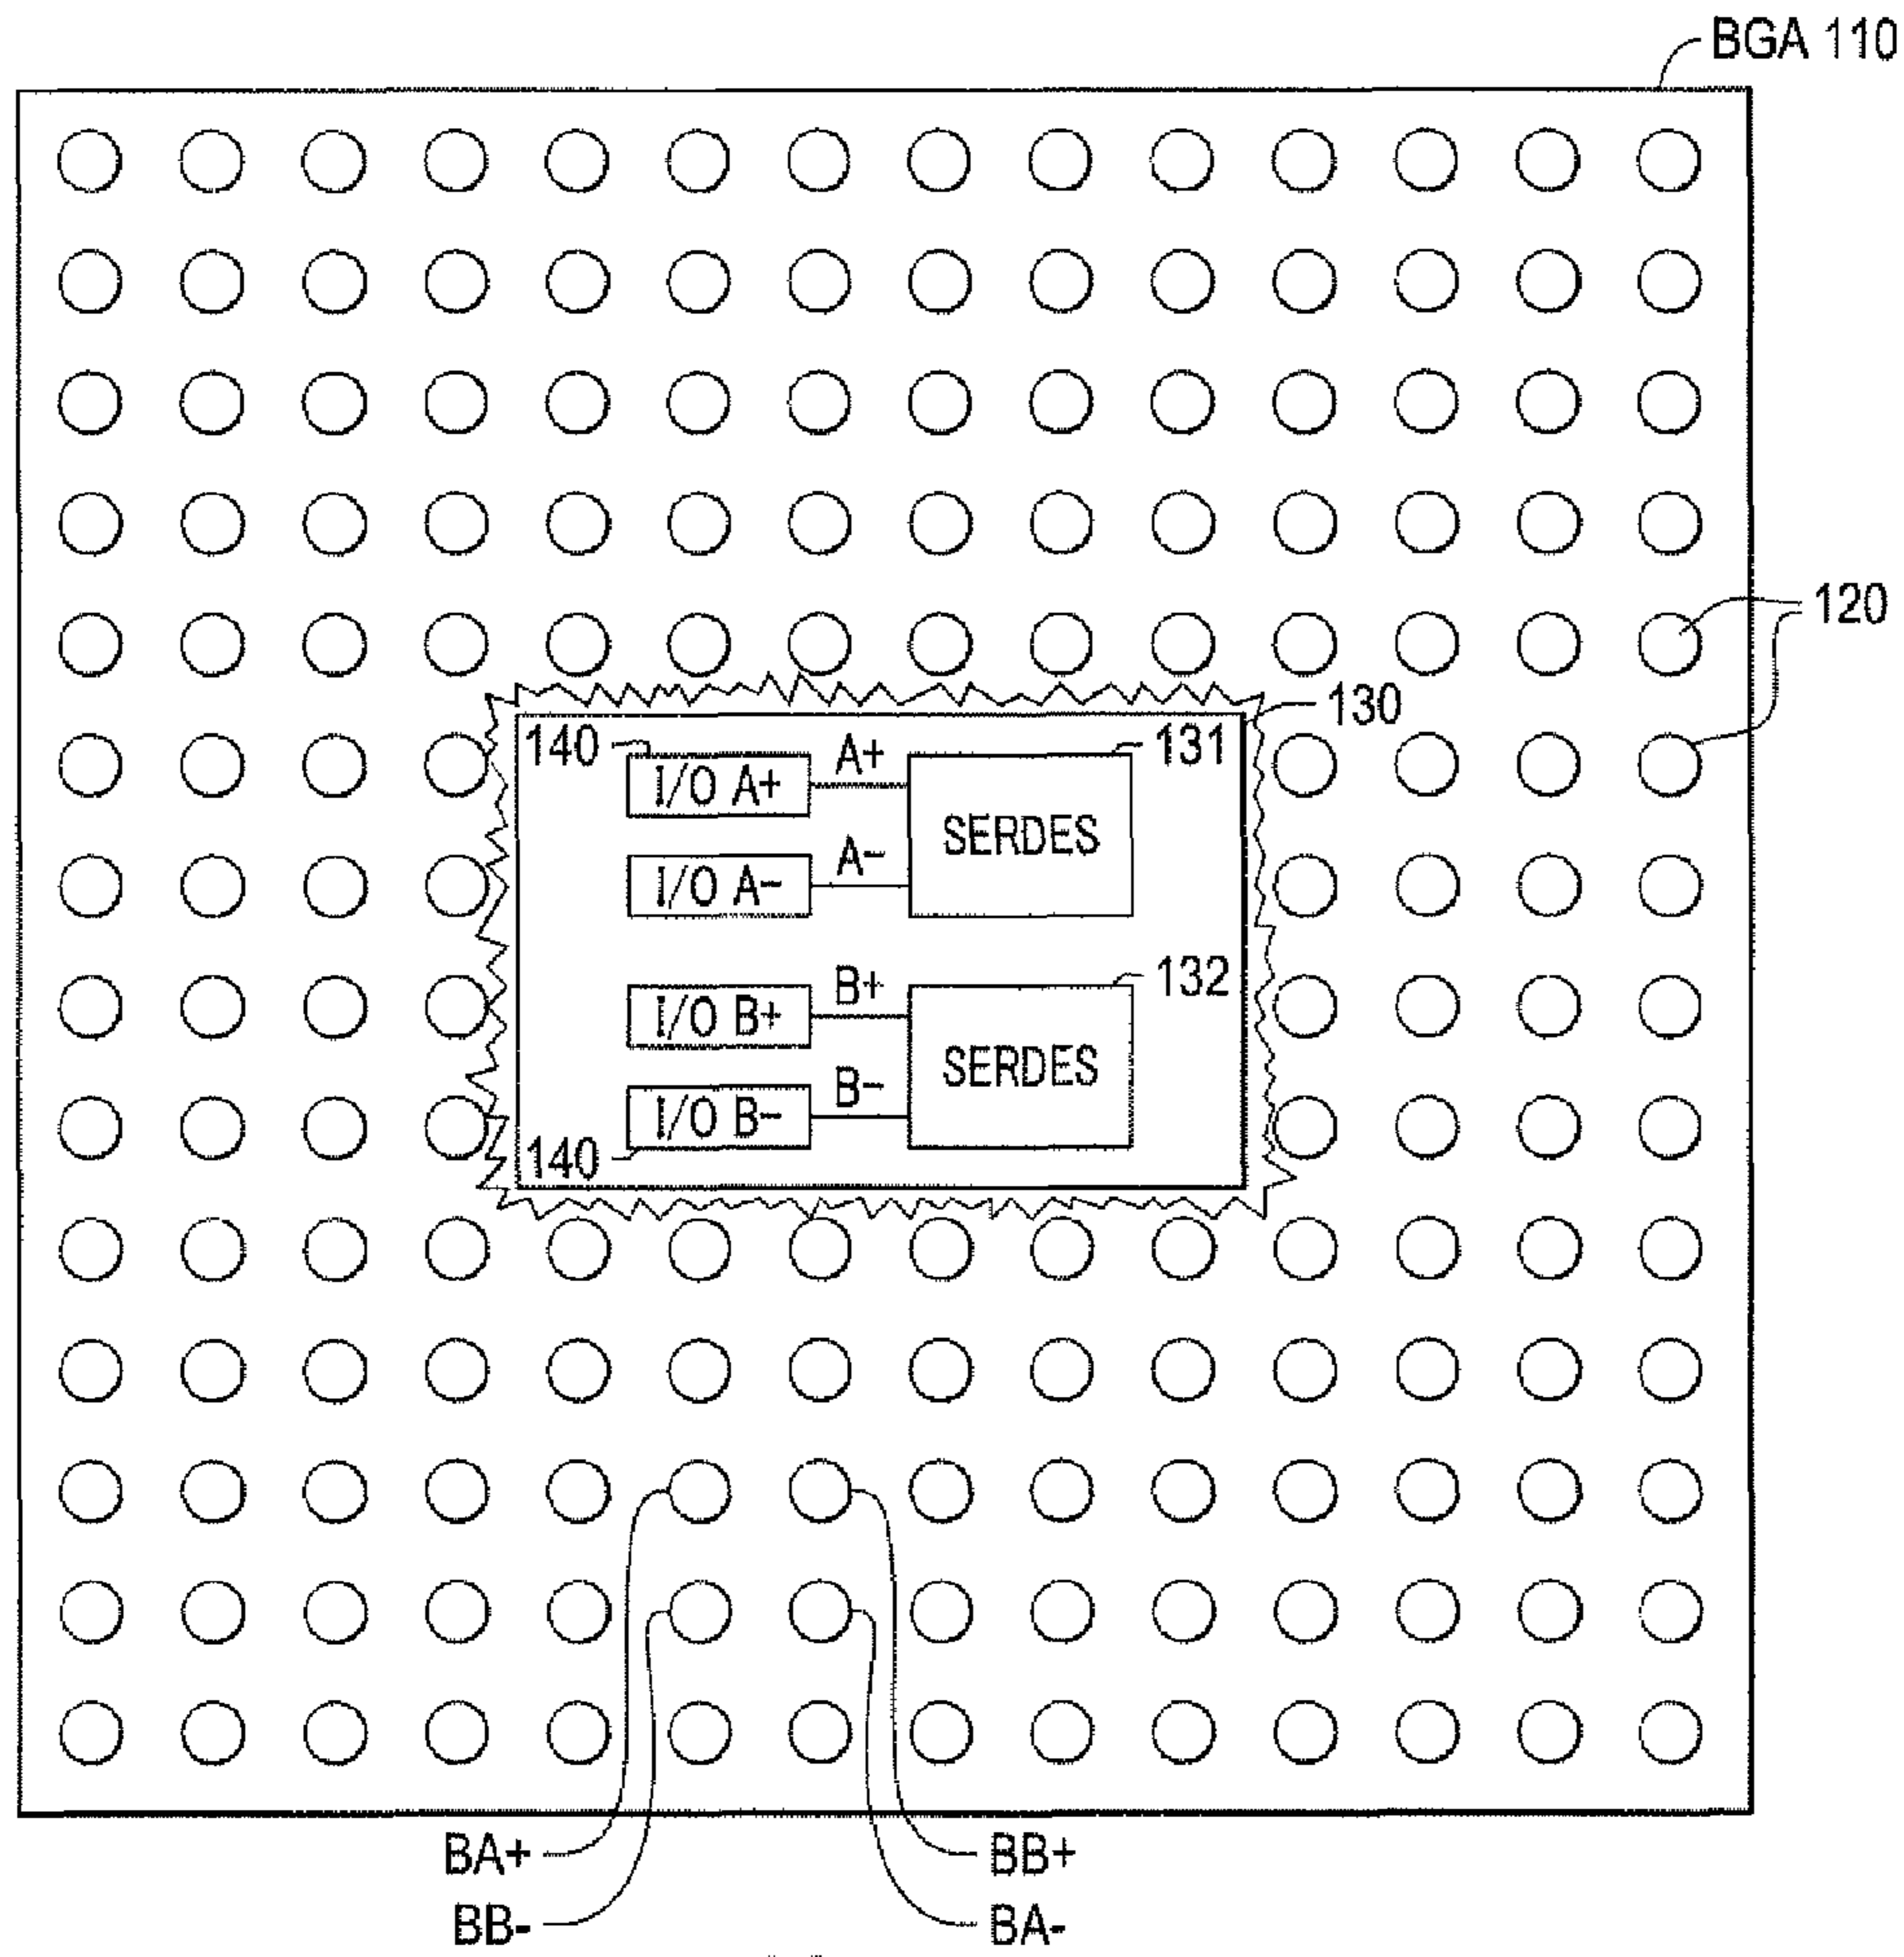 BGA 110
120
130
140
I/O A+
A+
131
SERDES
I/O A-
A-
I/O B+
B+
132
SERDES
I/O B-
B-
140
BA+
BB+
BB-
BA-